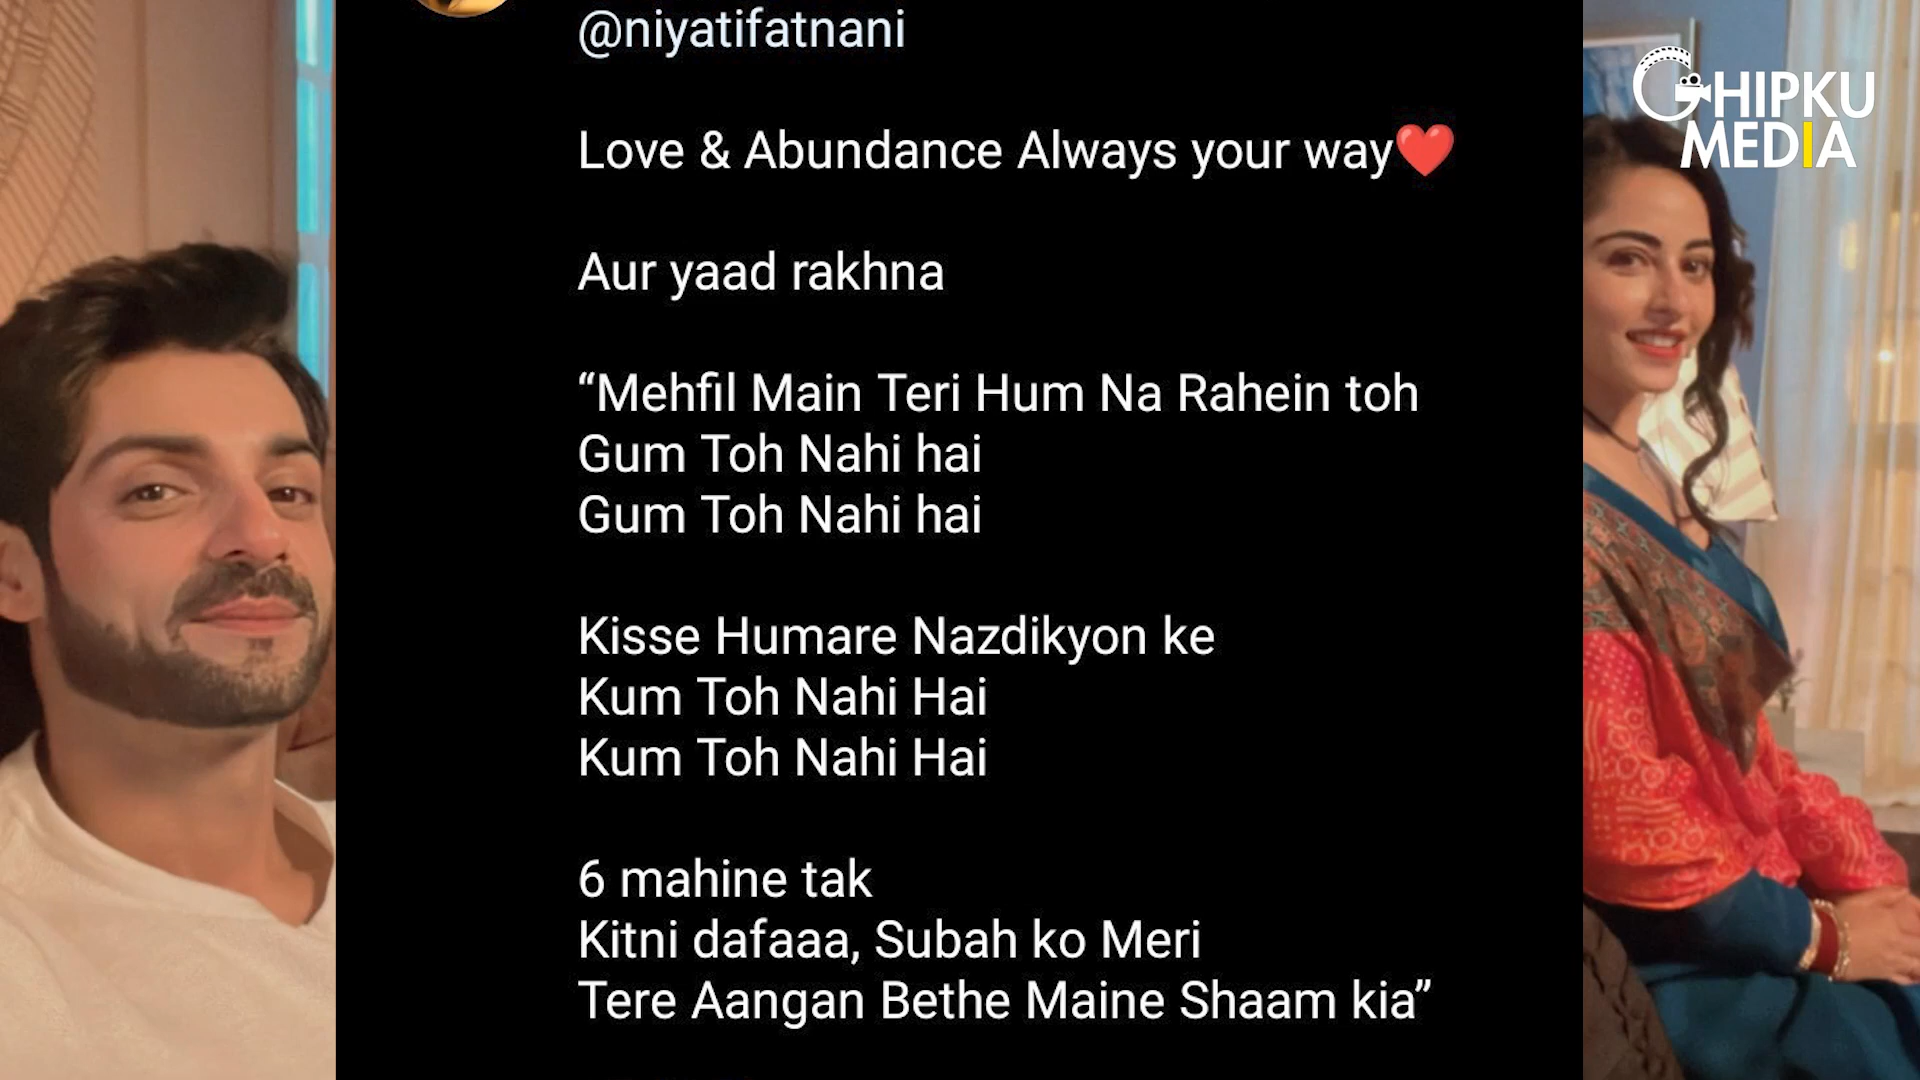 @niyatifatnani
Love & Abundance Always your way❤️
Aur yaad rakhna
“Mehfil Main Teri Hum Na Rahein toh
Gum Toh Nahi hai
Gum Toh Nahi hai
Kisse Humare Nazdikyon ke
Kum Toh Nahi Hai
Kum Toh Nahi Hai
6 mahine tak
Kitni dafaaa, Subah ko Meri
Tere Aangan Bethe Maine Shaam kia”
GHIPKU
MEDIA